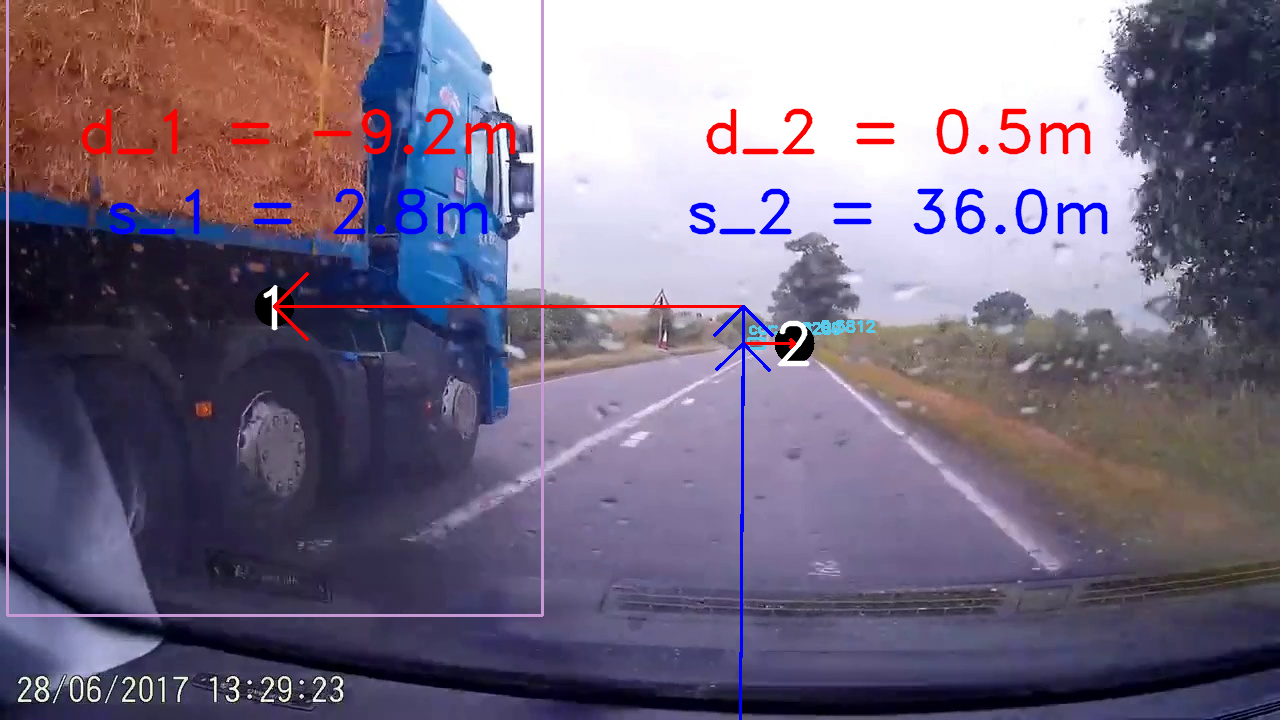 d_1 = -9.2m
d_2 = 0.5m
s_1 = 2.8m
s_2 = 36.0m
1
2
28/06/2017 13:29:23